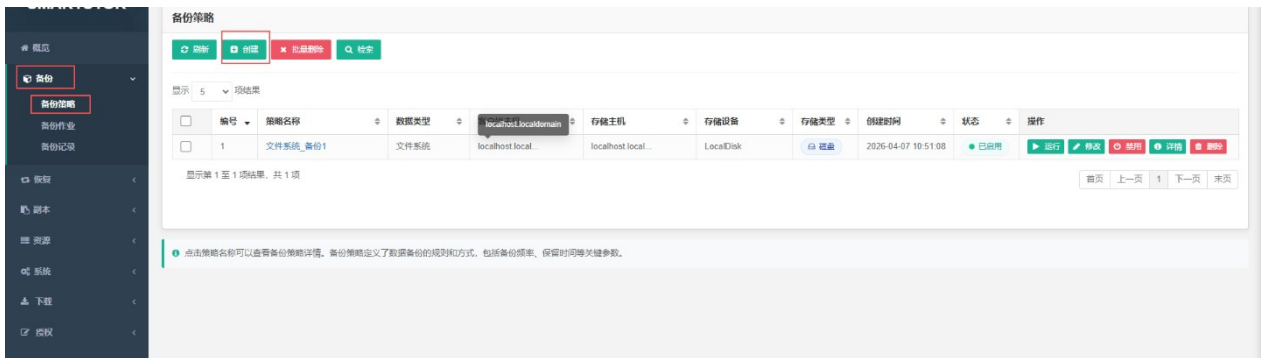 备份策略
概览
刷新 创建 批量删除 检索
备份
显示 5 项结果
备份策略
编号 策略名称 数据类型 localhost.localdomain 存储主机 存储设备 存储类型 创建时间 状态 操作
备份作业
1 文件系统_备份1 文件系统 localhost.local... localhost.local... LocalDisk 磁盘 2026-04-07 10:51:08 已启用 运行 修改 禁用 详情 删除
备份记录
恢复
显示第 1 至 1 项结果，共 1 项 首页 上一页 1 下一页 末页
副本
资源
点击策略名称可以查看备份策略详情。备份策略定义了数据备份的规则和方式，包括备份频率、保留时间等关键参数。
系统
下载
授权